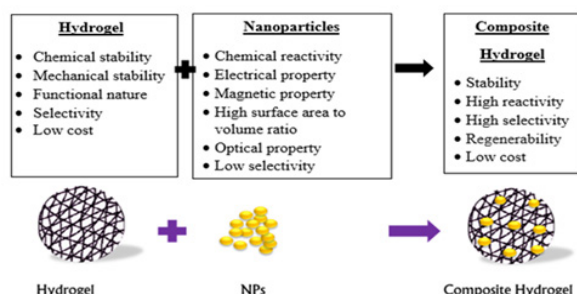 Hydrogel
• Chemical stability
• Mechanical stability
• Functional nature
• Selectivity
• Low cost
Nanoparticles
• Chemical reactivity
• Electrical property
• Magnetic property
• High surface area to
volume ratio
• Optical property
• Low selectivity
Composite
Hydrogel
• Stability
• High reactivity
• High selectivity
• Regenerability
• Low cost
Hydrogel
NPs
Composite Hydrogel